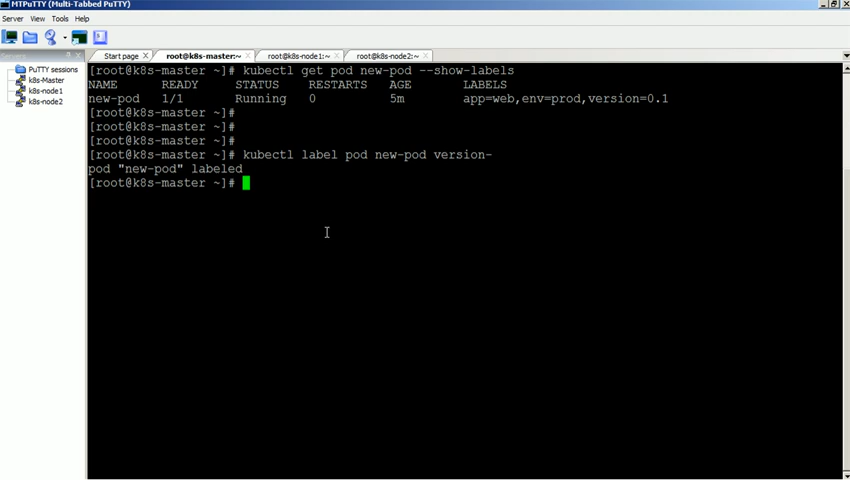 MTPuTTY (Multi-Tabbed PuTTY)
Server View Tools Help
Start page root@k8s-master:~ root@k8s-node1:~ root@k8s-node2:~
PuTTY sessions
k8s-Master
k8s-node1
k8s-node2
[root@k8s-master ~]# kubectl get pod new-pod --show-labels
NAME READY STATUS RESTARTS AGE LABELS
new-pod 1/1 Running 0 5m app=web,env=prod,version=0.1
[root@k8s-master ~]#
[root@k8s-master ~]#
[root@k8s-master ~]#
[root@k8s-master ~]# kubectl label pod new-pod version-
pod "new-pod" labeled
[root@k8s-master ~]#